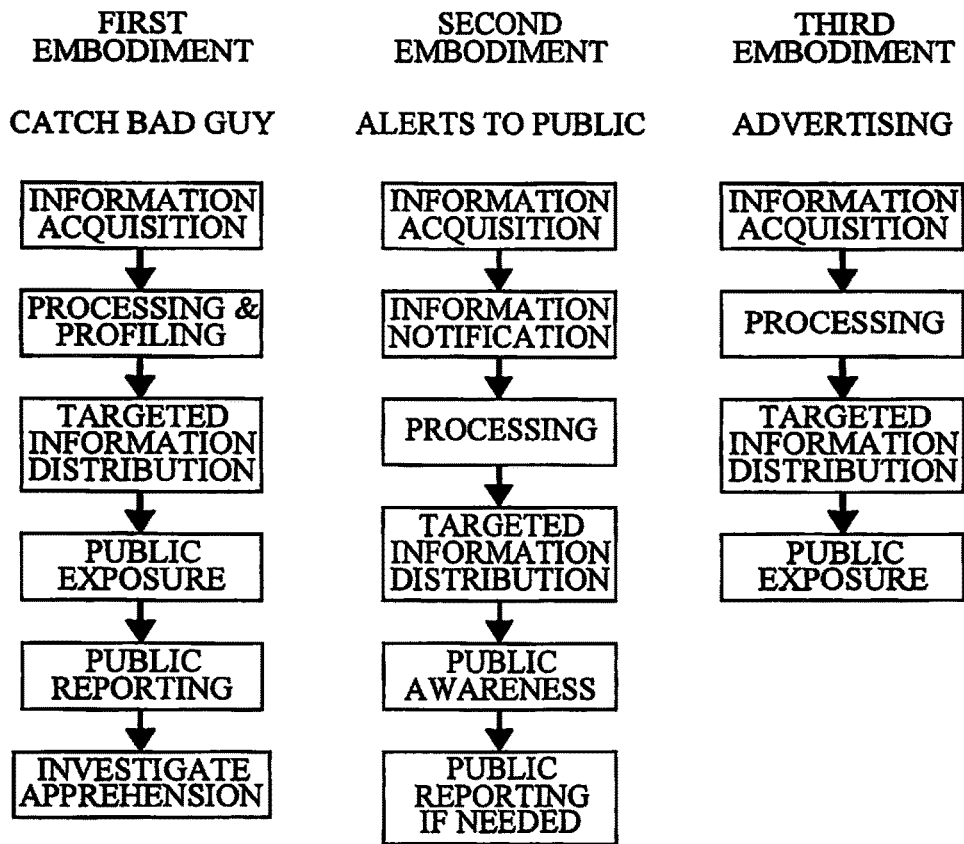 FIRST
EMBODIMENT
CATCH BAD GUY
INFORMATION
ACQUISITION
PROCESSING &
PROFILING
TARGETED
INFORMATION
DISTRIBUTION
PUBLIC
EXPOSURE
PUBLIC
REPORTING
INVESTIGATE
APPREHENSION
SECOND
EMBODIMENT
ALERTS TO PUBLIC
INFORMATION
ACQUISITION
INFORMATION
NOTIFICATION
PROCESSING
TARGETED
INFORMATION
DISTRIBUTION
PUBLIC
AWARENESS
PUBLIC
REPORTING
IF NEEDED
THIRD
EMBODIMENT
ADVERTISING
INFORMATION
ACQUISITION
PROCESSING
TARGETED
INFORMATION
DISTRIBUTION
PUBLIC
EXPOSURE